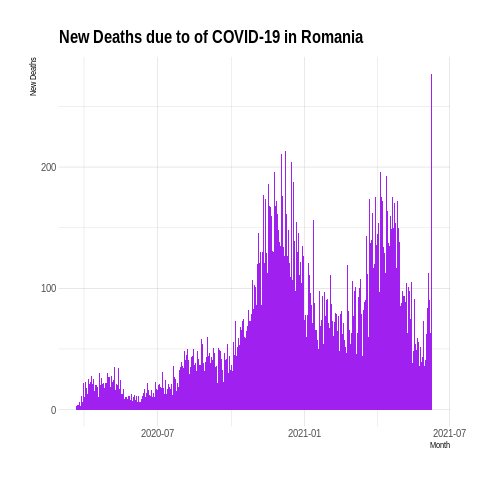 New Deaths due to of COVID-19 in Romania
New Deaths
200
100
0
2020-07
2021-01
2021-07
Month